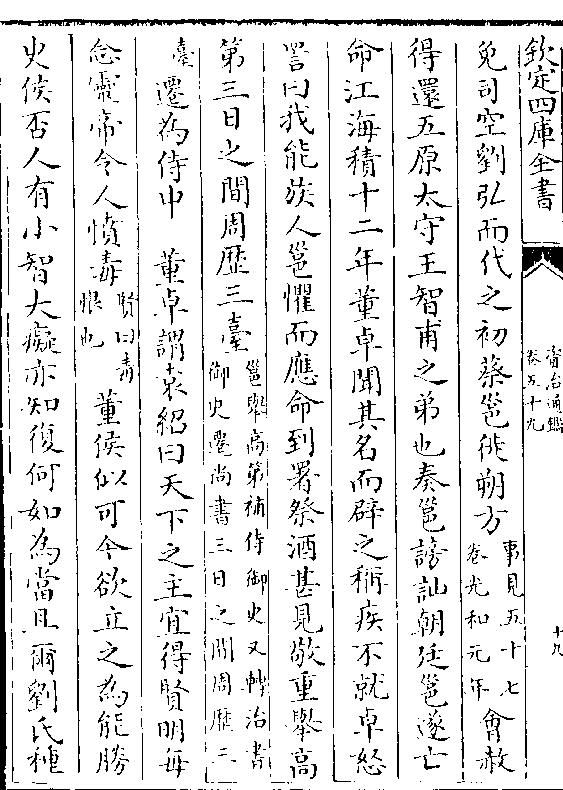 欽定四庫全書
資治通鑑
卷五十九
十九
免司空劉弘而代之初蔡邕徙朔方事見五十七卷光和元年會赦
得還五原太守王智甫之弟也奏邕謗訕朝廷邕遂亡
命江海積十二年董卓聞其名而辟之稱疾不就卓怒
詈曰我能族人邕懼而應命到署祭酒甚見敬重舉高
第三日之間周歷三臺邕舉高第補侍御史又轉治書御史遷尚書三日之間周歷三
臺遷為侍中 董卓謂袁紹曰天下之主宜得賢明每
念靈帝令人憤毒賢曰毒恨也董侯似可今欲立之為能勝
史侯否人有小智大癡亦知復何如為當且爾劉氏種